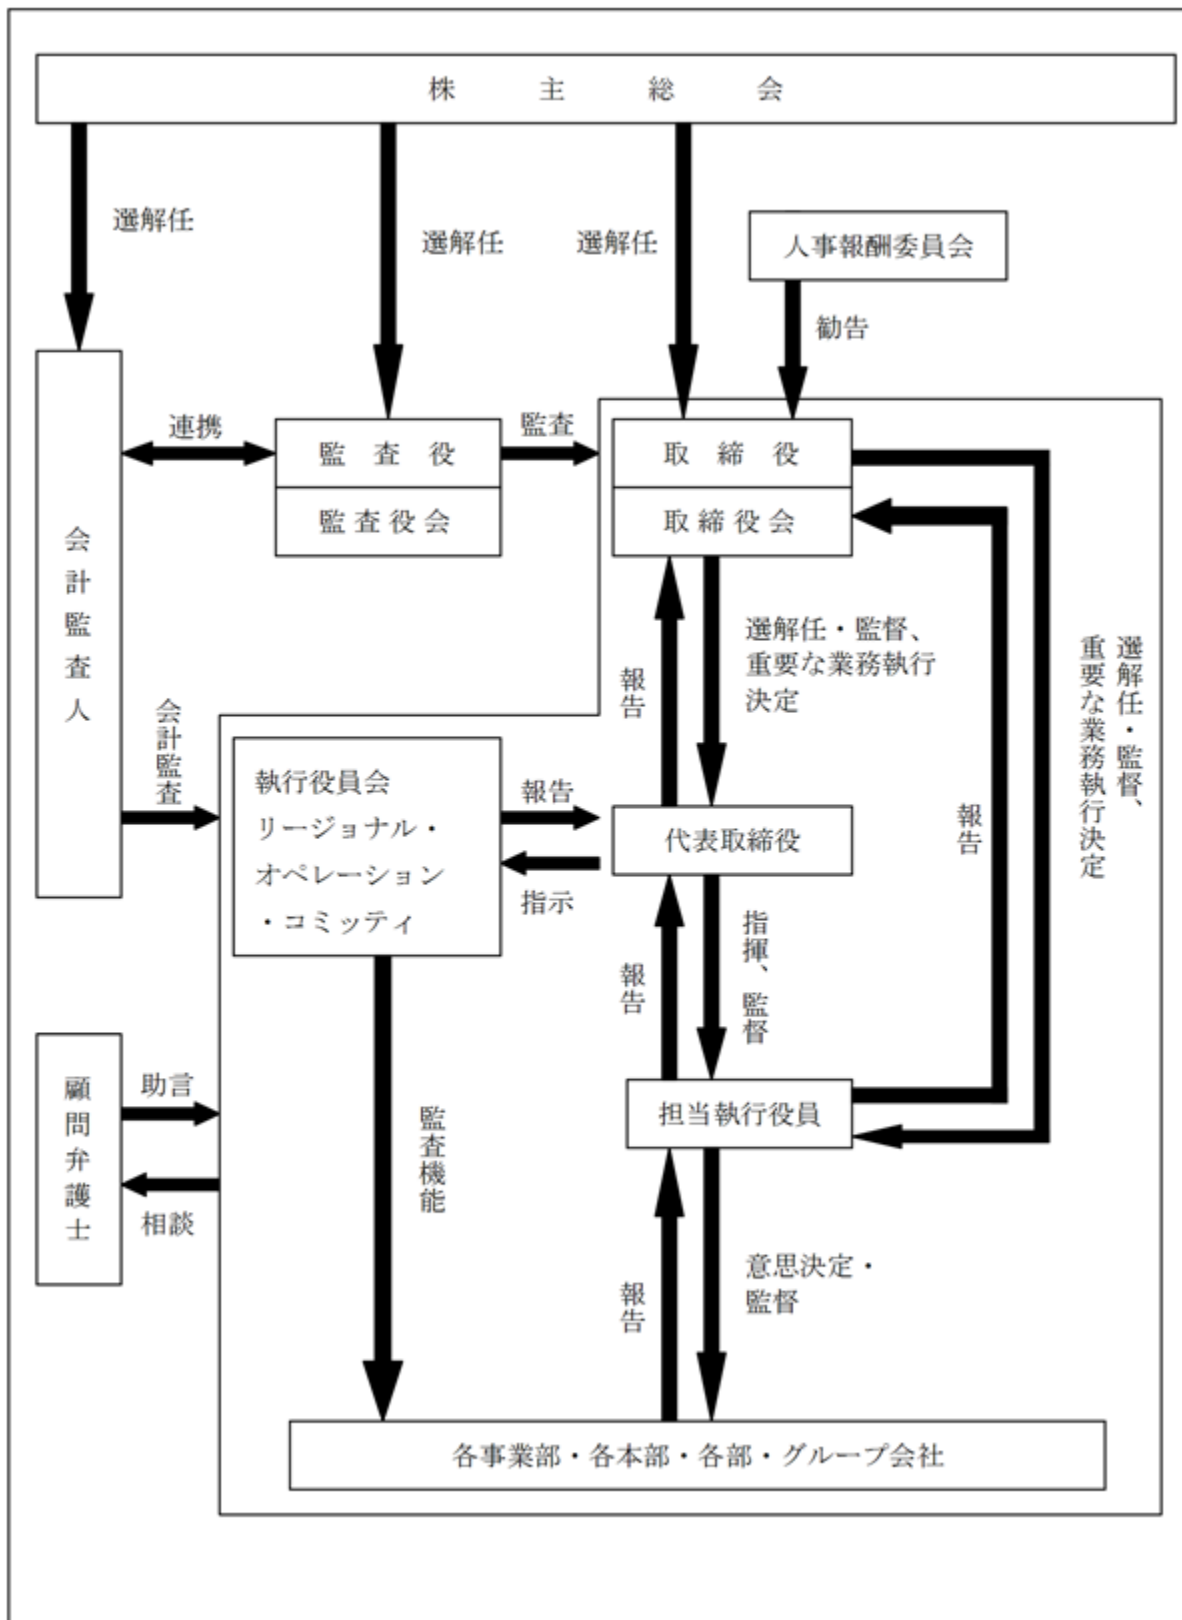 株主総会
選解任
選解任
選解任
人事報酬委員会
勧告
連携
監査役
監査
取締役
監査役会
取締役会
会計監査人
選解任・監督、
重要な業務執行
決定
報告
選解任・監督、
重要な業務執行決定
会計監査
執行役員会
リージョナル・
オペレーション
・コミッティ
報告
指示
代表取締役
報告
報告
指揮、監督
顧問弁護士
助言
相談
担当執行役員
監査機能
意思決定・
監督
報告
各事業部・各本部・各部・グループ会社